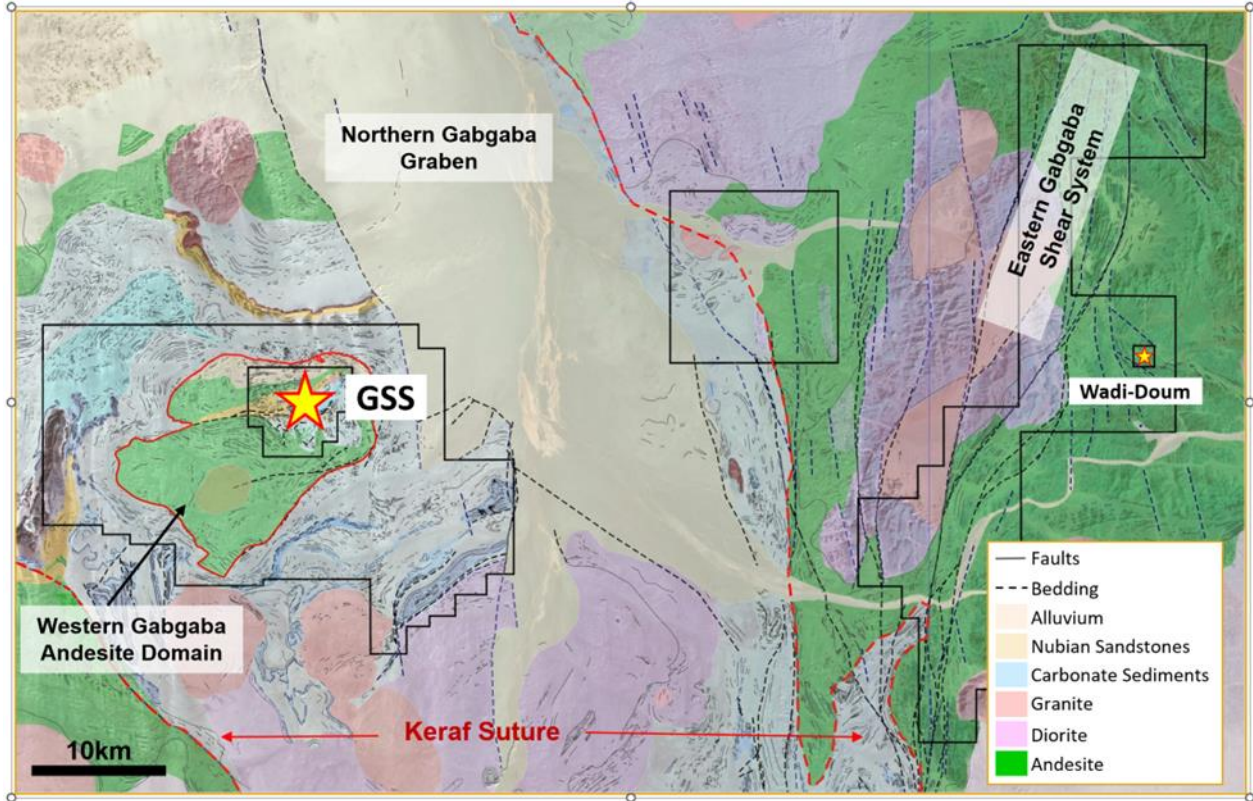 Northern Gabgaba
Graben
Eastern Gabgaba
Shear System
GSS
Wadi-Doum
Western Gabgaba
Andesite Domain
Keraf Suture
10km
Faults
Bedding
Alluvium
Nubian Sandstones
Carbonate Sediments
Granite
Diorite
Andesite